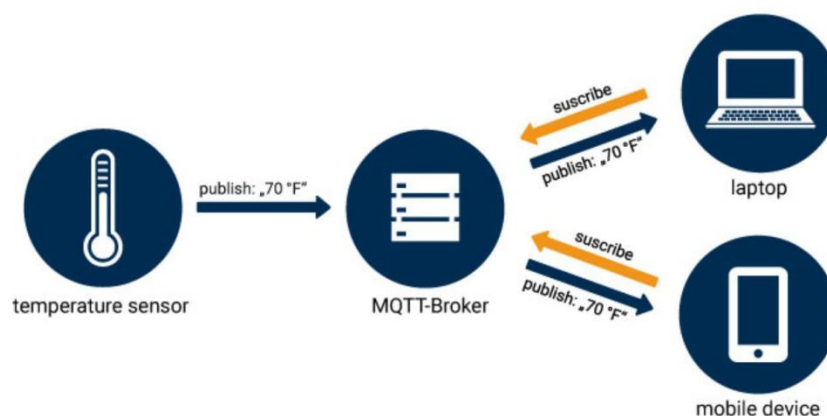 suscribe
publish: „70 °F“
laptop
publish: „70 °F“
temperature sensor
MQTT-Broker
suscribe
publish: „70 °F“
mobile device